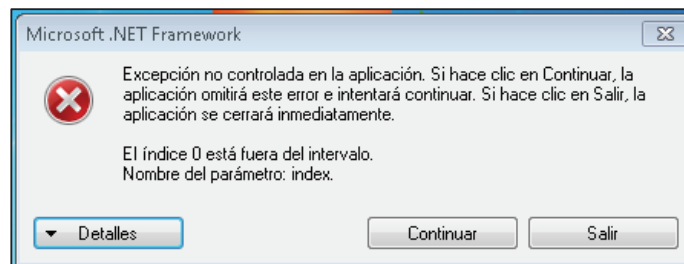 Microsoft .NET Framework
Excepción no controlada en la aplicación. Si hace clic en Continuar, la
aplicación omitirá este error e intentará continuar. Si hace clic en Salir, la
aplicación se cerrará inmediatamente.
El índice 0 está fuera del intervalo.
Nombre del parámetro: index.
Detalles
Continuar
Salir